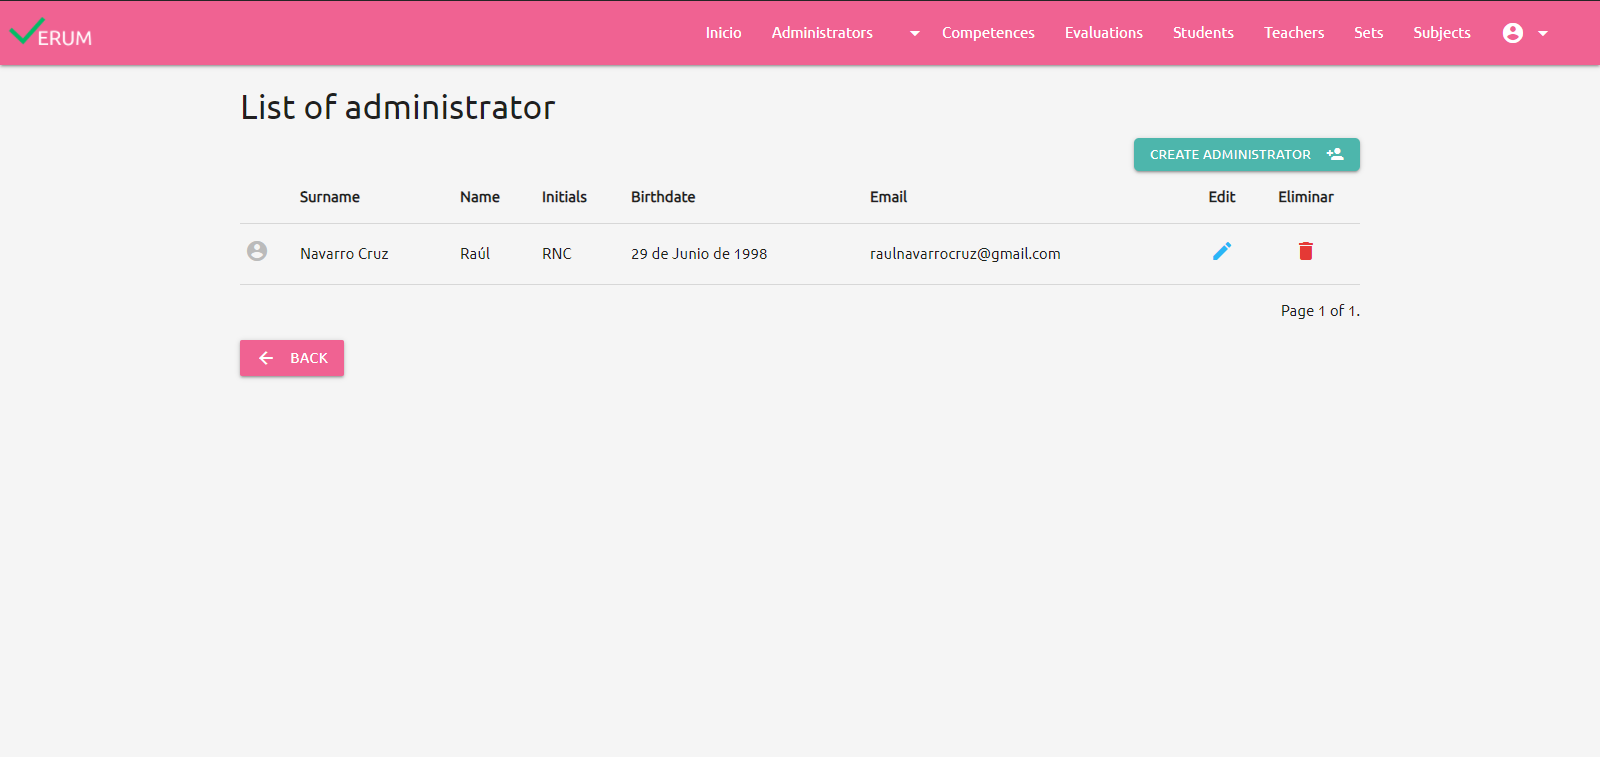 ERUM
Inicio Administrators Competences Evaluations Students Teachers Sets Subjects
List of administrator
CREATE ADMINISTRATOR
Surname Name Initials Birthdate Email Edit Eliminar
Navarro Cruz Raúl RNC 29 de Junio de 1998 raulnavarrocruz@gmail.com
Page 1 of 1.
BACK